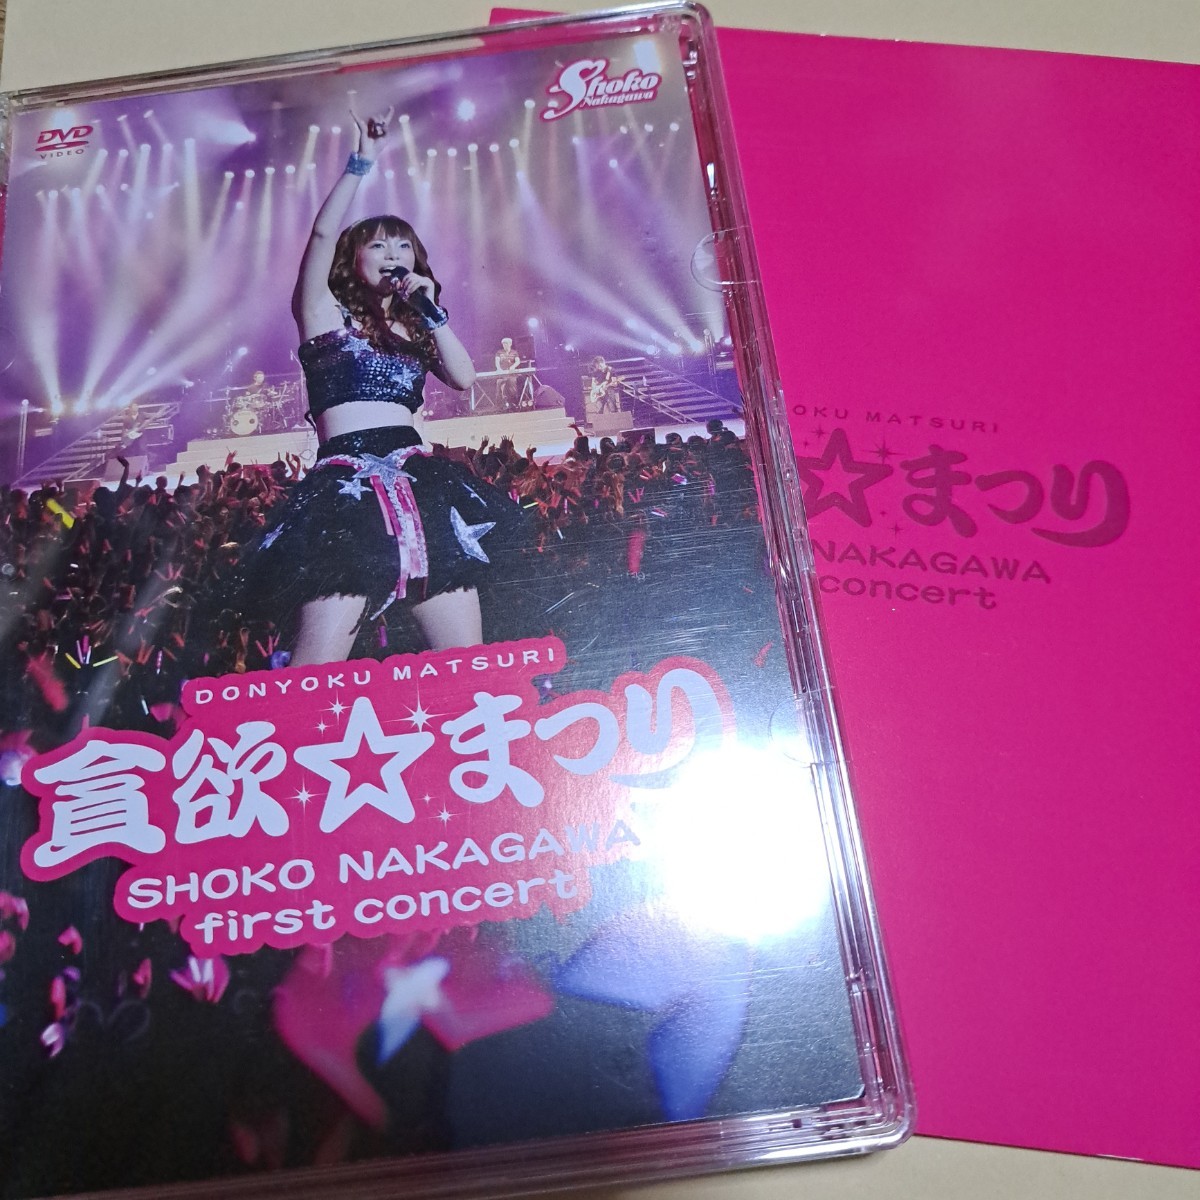 Shoko
Nakagawa
DVD
VIDEO
DONYOKU MATSURI
貪欲☆まつり
SHOKO NAKAGAWA
first concert
OKU MATSURI
☆まつり
NAKAGAWA
concert